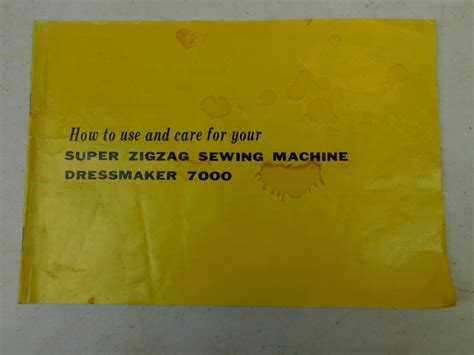 How to use and care for your
SUPER ZIGZAG SEWING MACHINE
DRESSMAKER 7000